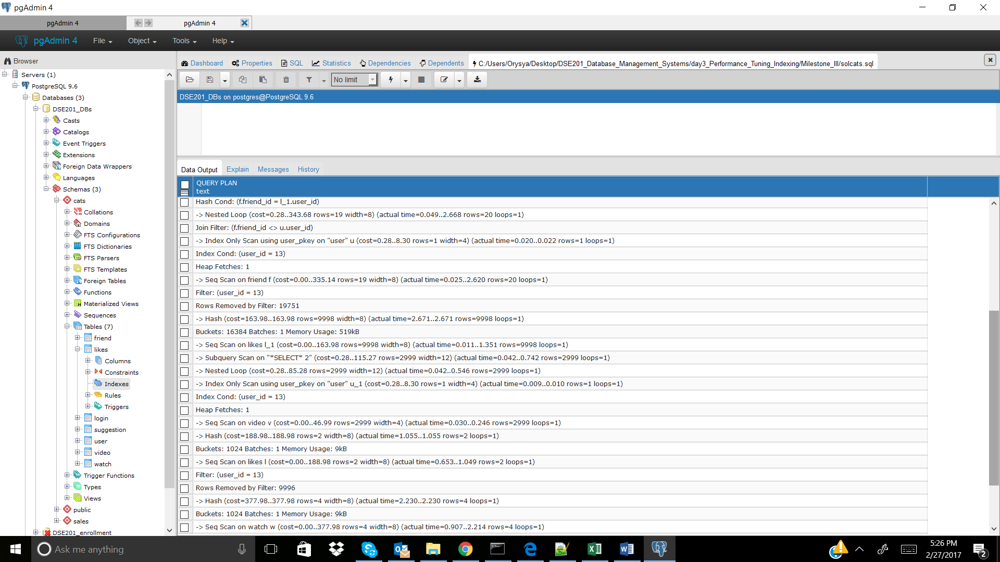 pgAdmin 4
pgAdmin 4
pgAdmin 4
pgAdmin 4
File
Object
Tools
Help
Browser
Servers (1)
PostgreSQL 9.6
Databases (3)
DSE201_DBs
Casts
Catalogs
Event Triggers
Extensions
Foreign Data Wrappers
Languages
Schemas (3)
cats
Collations
Domains
FTS Configurations
FTS Dictionaries
FTS Parsers
FTS Templates
Foreign Tables
Functions
Materialized Views
Sequences
Tables (7)
friend
likes
Columns
Constraints
Indexes
Rules
Triggers
login
suggestion
user
video
watch
Trigger Functions
Types
Views
public
sales
DSE201_enrollment
Dashboard
Properties
SQL
Statistics
Dependencies
Dependents
C:/Users/Orysya/Desktop/DSE201_Database_Management_Systems/day3_Performance_Tuning_Indexing/Milestone_III/solcats.sql
No limit
DSE201_DBs on postgres@PostgreSQL 9.6
Data Output
Explain
Messages
History
QUERY PLAN
text
Hash Cond: (f.friend_id = l_1.user_id)
-> Nested Loop (cost=0.28..343.68 rows=19 width=8) (actual time=0.049..2.668 rows=20 loops=1)
Join Filter: (f.friend_id <> u.user_id)
-> Index Only Scan using user_pkey on "user" u (cost=0.28..8.30 rows=1 width=4) (actual time=0.020..0.022 rows=1 loops=1)
Index Cond: (user_id = 13)
Heap Fetches: 1
-> Seq Scan on friend f (cost=0.00..335.14 rows=19 width=8) (actual time=0.025..2.620 rows=20 loops=1)
Filter: (user_id = 13)
Rows Removed by Filter: 19751
-> Hash (cost=163.98..163.98 rows=9998 width=8) (actual time=2.671..2.671 rows=9998 loops=1)
Buckets: 16384 Batches: 1 Memory Usage: 519kB
-> Seq Scan on likes l_1 (cost=0.00..163.98 rows=9998 width=8) (actual time=0.011..1.351 rows=9998 loops=1)
-> Subquery Scan on "*SELECT* 2" (cost=0.28..115.27 rows=2999 width=12) (actual time=0.042..0.742 rows=2999 loops=1)
-> Nested Loop (cost=0.28..85.28 rows=2999 width=12) (actual time=0.042..0.546 rows=2999 loops=1)
-> Index Only Scan using user_pkey on "user" u_1 (cost=0.28..8.30 rows=1 width=4) (actual time=0.009..0.010 rows=1 loops=1)
Index Cond: (user_id = 13)
Heap Fetches: 1
-> Seq Scan on video v (cost=0.00..46.99 rows=2999 width=4) (actual time=0.030..0.246 rows=2999 loops=1)
-> Hash (cost=188.98..188.98 rows=2 width=8) (actual time=1.055..1.055 rows=2 loops=1)
Buckets: 1024 Batches: 1 Memory Usage: 9kB
-> Seq Scan on likes l (cost=0.00..188.98 rows=2 width=8) (actual time=0.653..1.049 rows=2 loops=1)
Filter: (user_id = 13)
Rows Removed by Filter: 9996
-> Hash (cost=377.98..377.98 rows=4 width=8) (actual time=2.230..2.230 rows=4 loops=1)
Buckets: 1024 Batches: 1 Memory Usage: 9kB
-> Seq Scan on watch w (cost=0.00..377.98 rows=4 width=8) (actual time=0.907..2.214 rows=4 loops=1)
Ask me anything
5:26 PM
2/27/2017
2